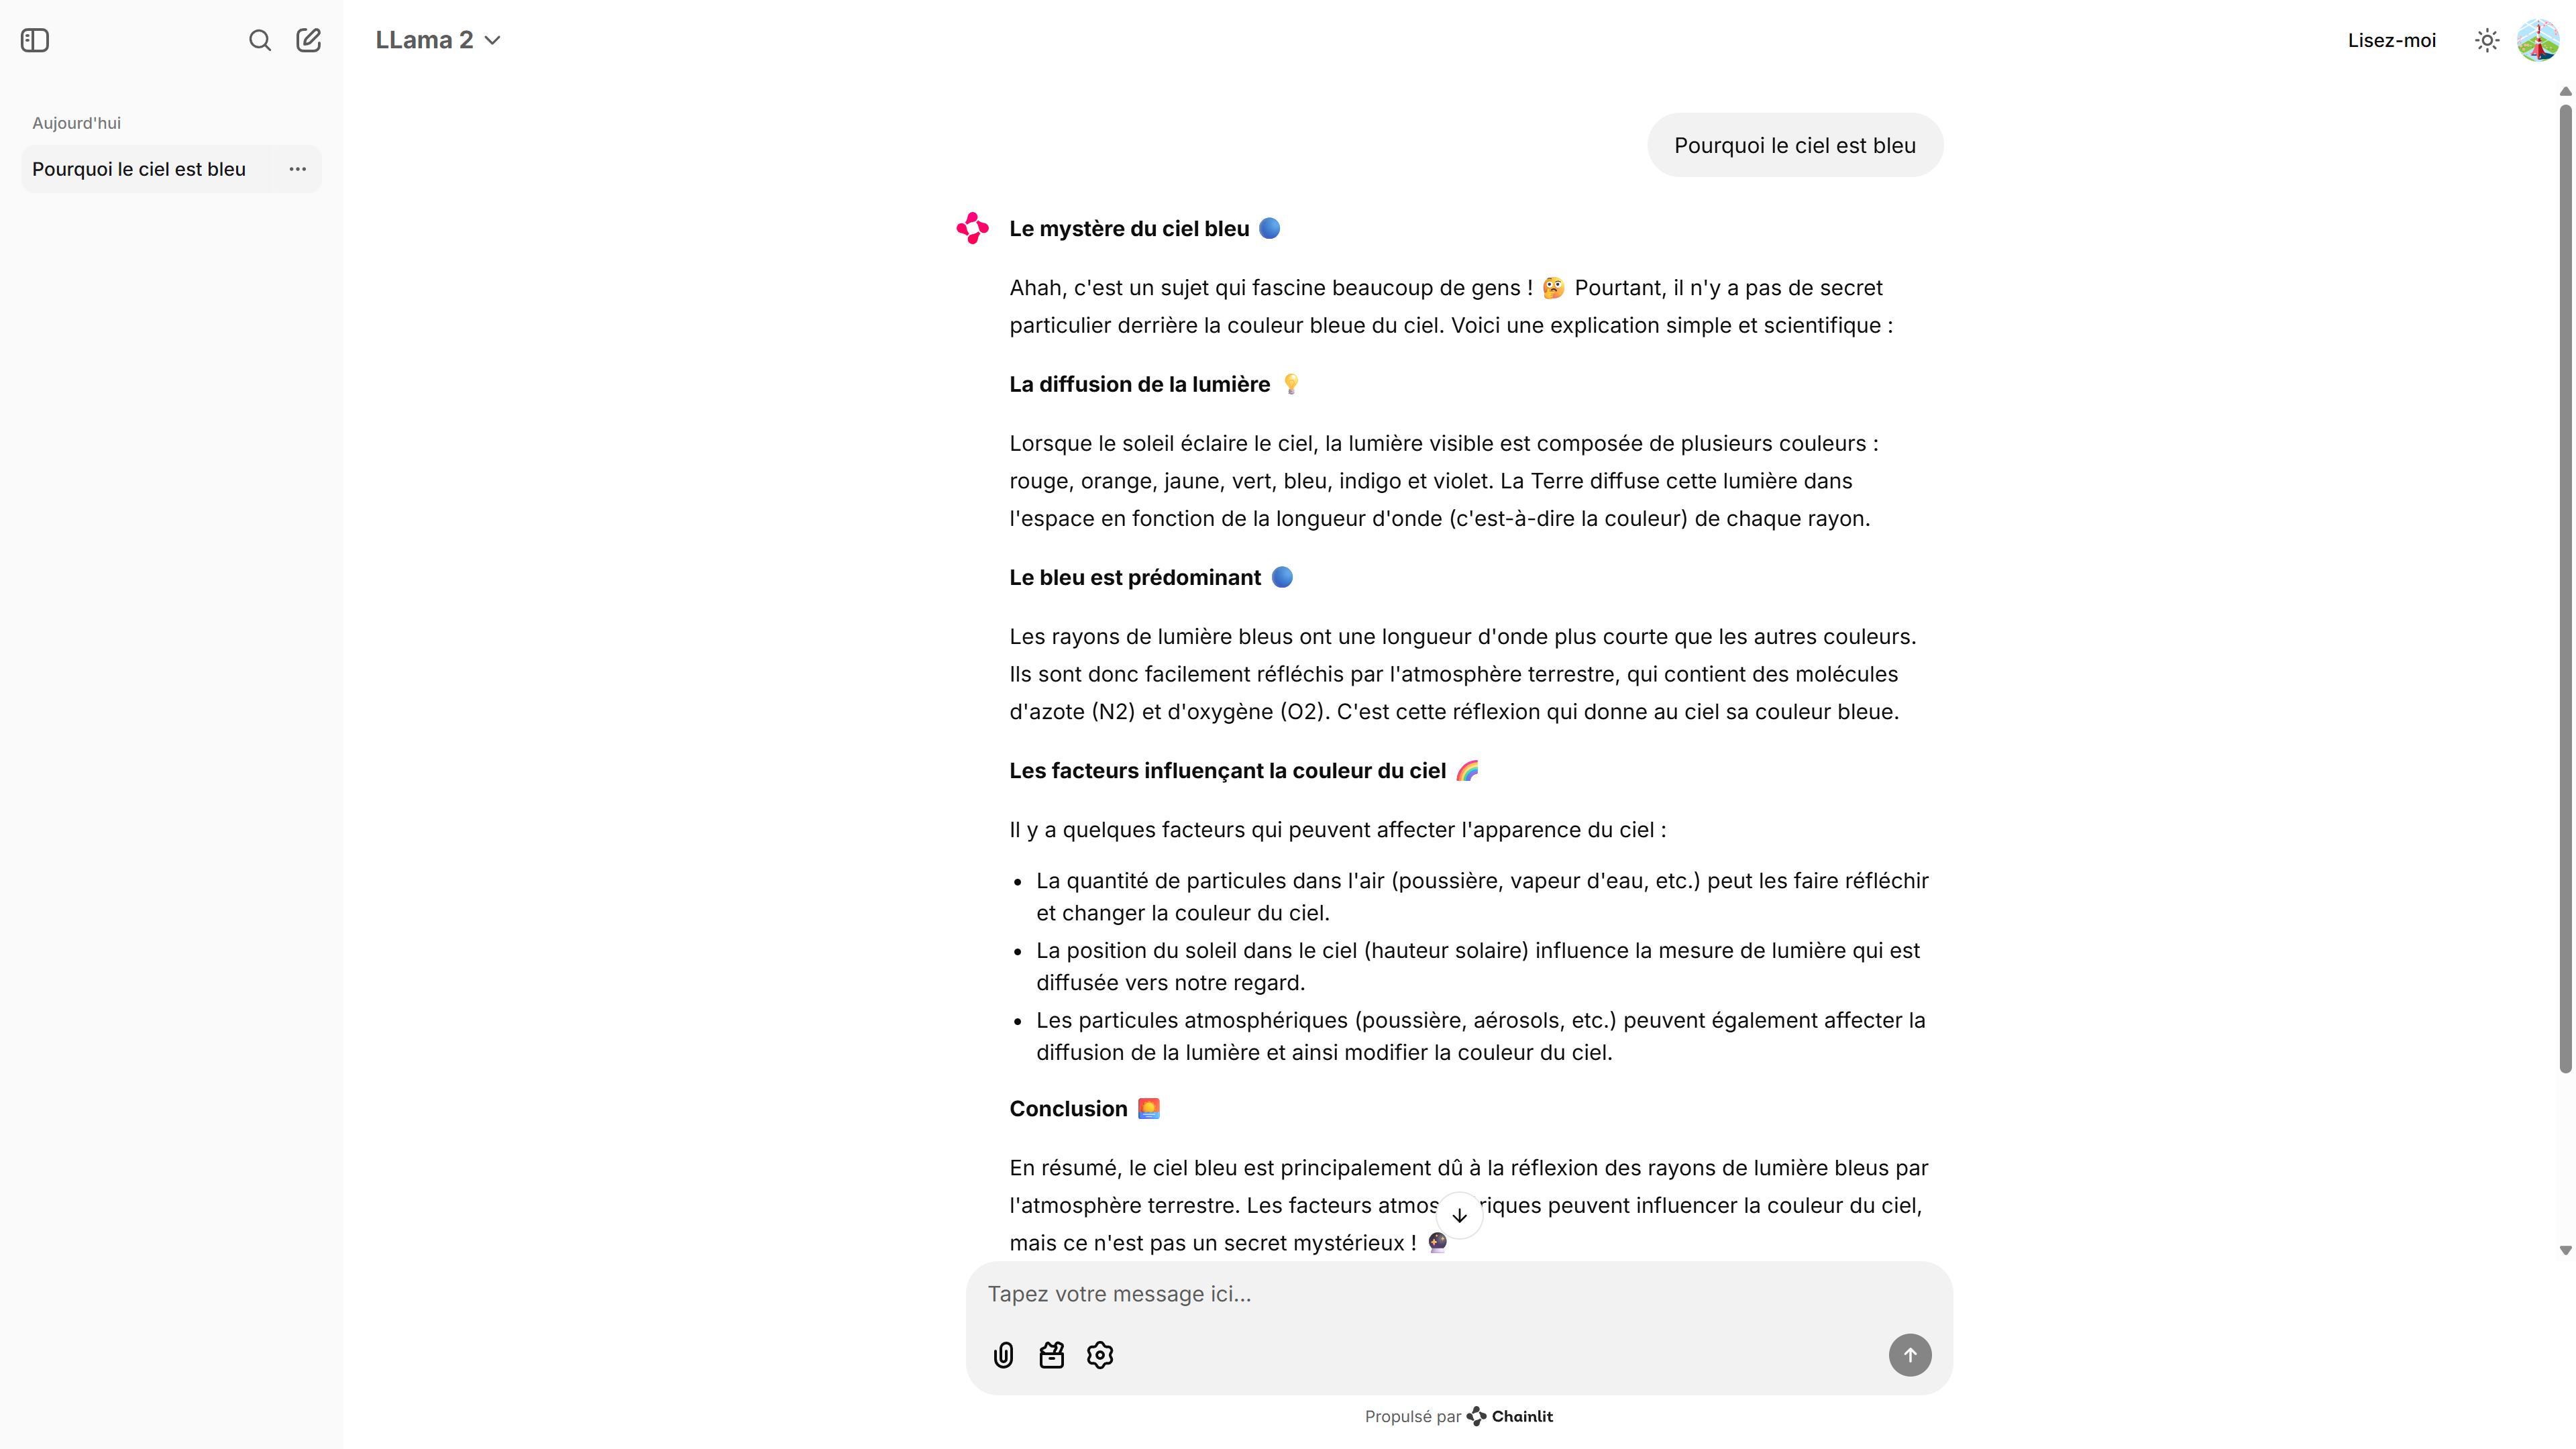 LLama 2
Lisez-moi
Aujourd'hui
Pourquoi le ciel est bleu
Pourquoi le ciel est bleu
Le mystère du ciel bleu 🔵
Ahah, c'est un sujet qui fascine beaucoup de gens ! 🤔 Pourtant, il n'y a pas de secret
particulier derrière la couleur bleue du ciel. Voici une explication simple et scientifique :
La diffusion de la lumière 💡
Lorsque le soleil éclaire le ciel, la lumière visible est composée de plusieurs couleurs :
rouge, orange, jaune, vert, bleu, indigo et violet. La Terre diffuse cette lumière dans
l'espace en fonction de la longueur d'onde (c'est-à-dire la couleur) de chaque rayon.
Le bleu est prédominant 🔵
Les rayons de lumière bleus ont une longueur d'onde plus courte que les autres couleurs.
Ils sont donc facilement réfléchis par l'atmosphère terrestre, qui contient des molécules
d'azote (N2) et d'oxygène (O2). C'est cette réflexion qui donne au ciel sa couleur bleue.
Les facteurs influençant la couleur du ciel 🌈
Il y a quelques facteurs qui peuvent affecter l'apparence du ciel :
• La quantité de particules dans l'air (poussière, vapeur d'eau, etc.) peut les faire réfléchir
et changer la couleur du ciel.
• La position du soleil dans le ciel (hauteur solaire) influence la mesure de lumière qui est
diffusée vers notre regard.
• Les particules atmosphériques (poussière, aérosols, etc.) peuvent également affecter la
diffusion de la lumière et ainsi modifier la couleur du ciel.
Conclusion 🌅
En résumé, le ciel bleu est principalement dû à la réflexion des rayons de lumière bleus par
l'atmosphère terrestre. Les facteurs peuvent influencer la couleur du ciel,
mais ce n'est pas un secret mystérieux ! 🔮
Tapez votre message ici...
Propulsé par Chainlit